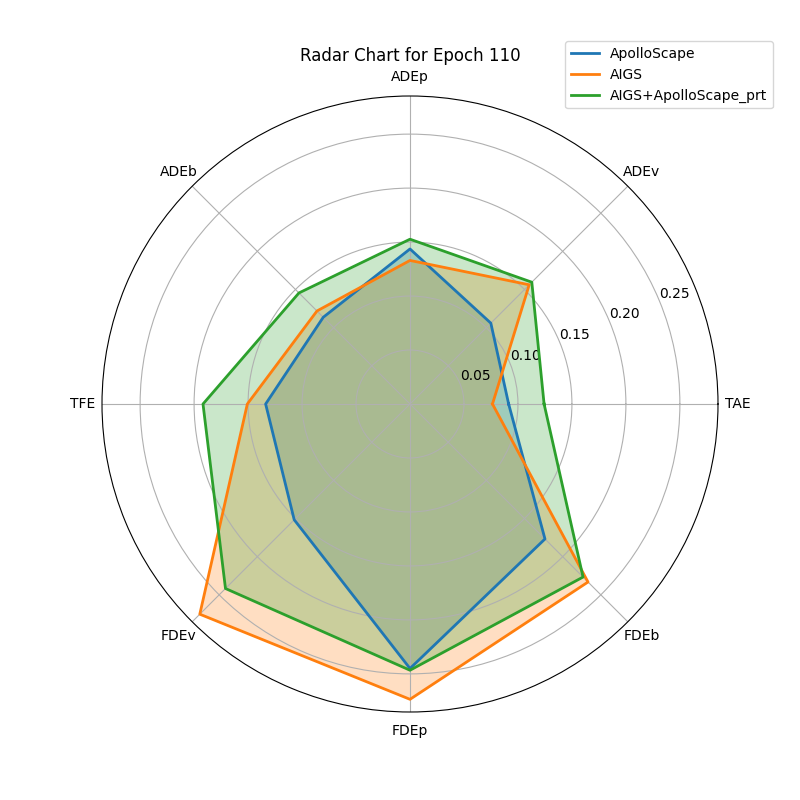 Radar Chart for Epoch 110
ApolloScape
AIGS
AIGS+ApolloScape_prt
ADEp
ADEb
ADEv
0.25
0.20
0.15
0.10
0.05
TFE
TAE
FDEv
FDEb
FDEp